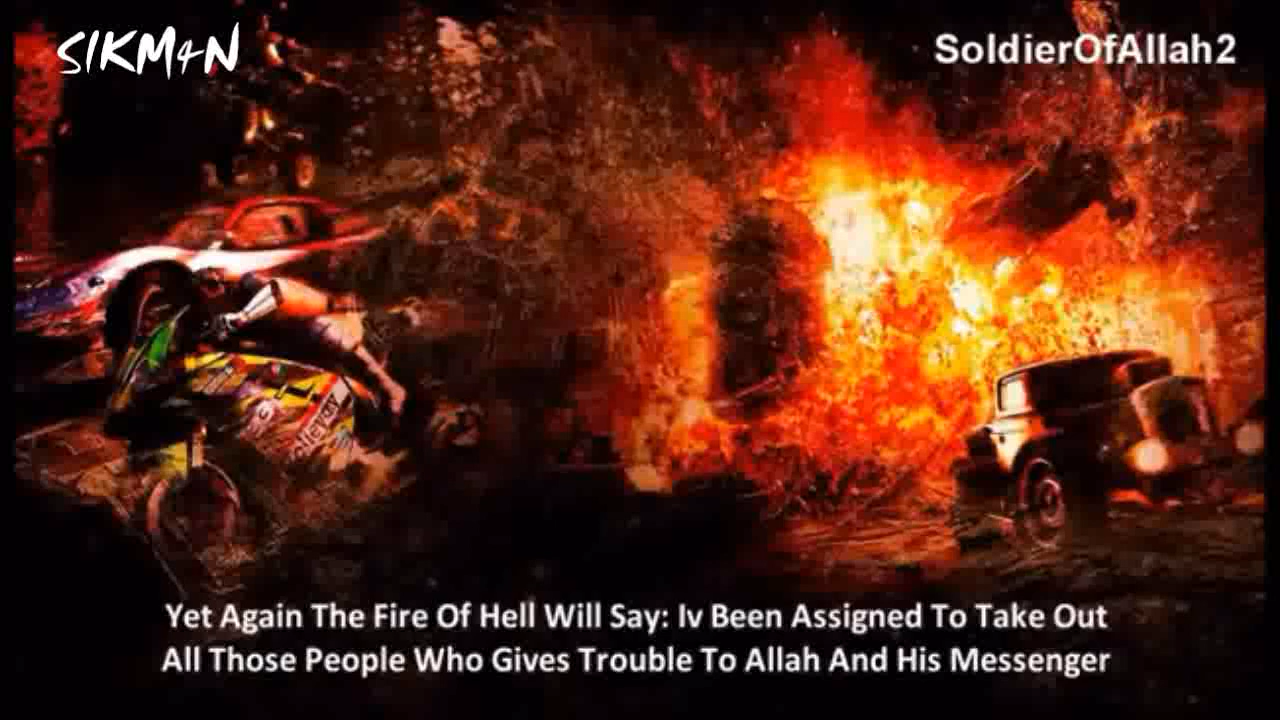 SIKM4N
SoldierOfAllah2
Yet Again The Fire Of Hell Will Say: Iv Been Assigned To Take Out
All Those People Who Gives Trouble To Allah And His Messenger